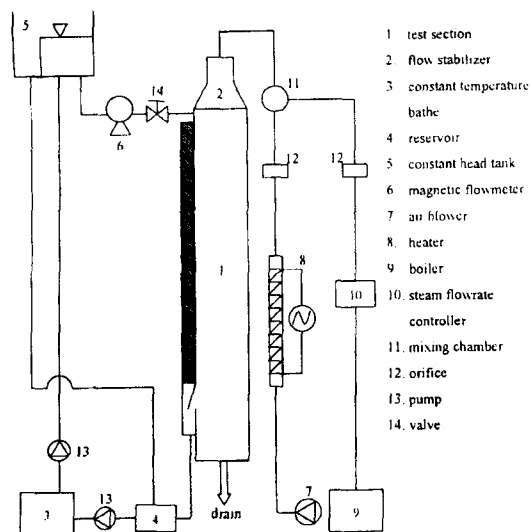 5
14
6
2
11
12
12
1
8
10
13
3
13
4
drain
7
9
1 test section
2. flow stabilizer
3 constant temperature
bathe
4 reservoir
5 constant head tank
6 magnetic flowmeter
7 air blower
8. heater
9 boiler
10. steam flowrate
controller
11. mixing chamber
12. orifice
13. pump
14. valve